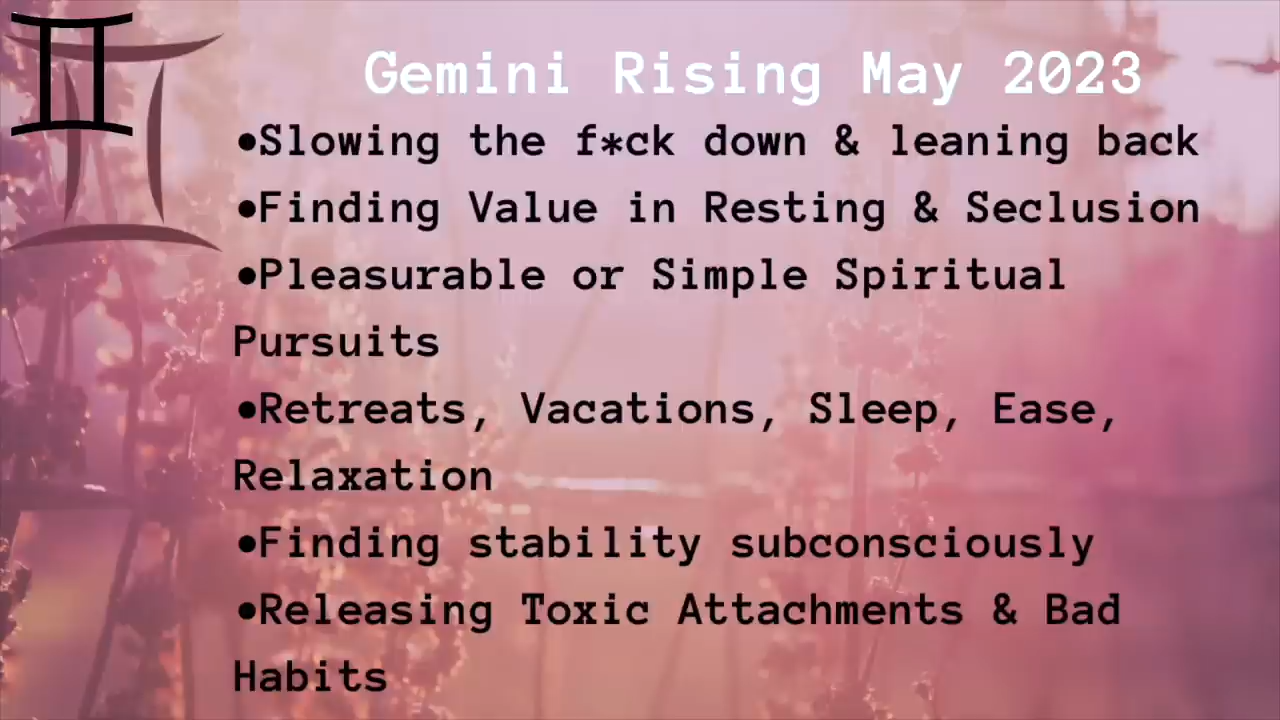 Gemini Rising May 2023
•Slowing the f*ck down & leaning back
•Finding Value in Resting & Seclusion
•Pleasurable or Simple Spiritual
Pursuits
•Retreats, Vacations, Sleep, Ease,
Relaxation
•Finding stability subconsciously
•Releasing Toxic Attachments & Bad
Habits